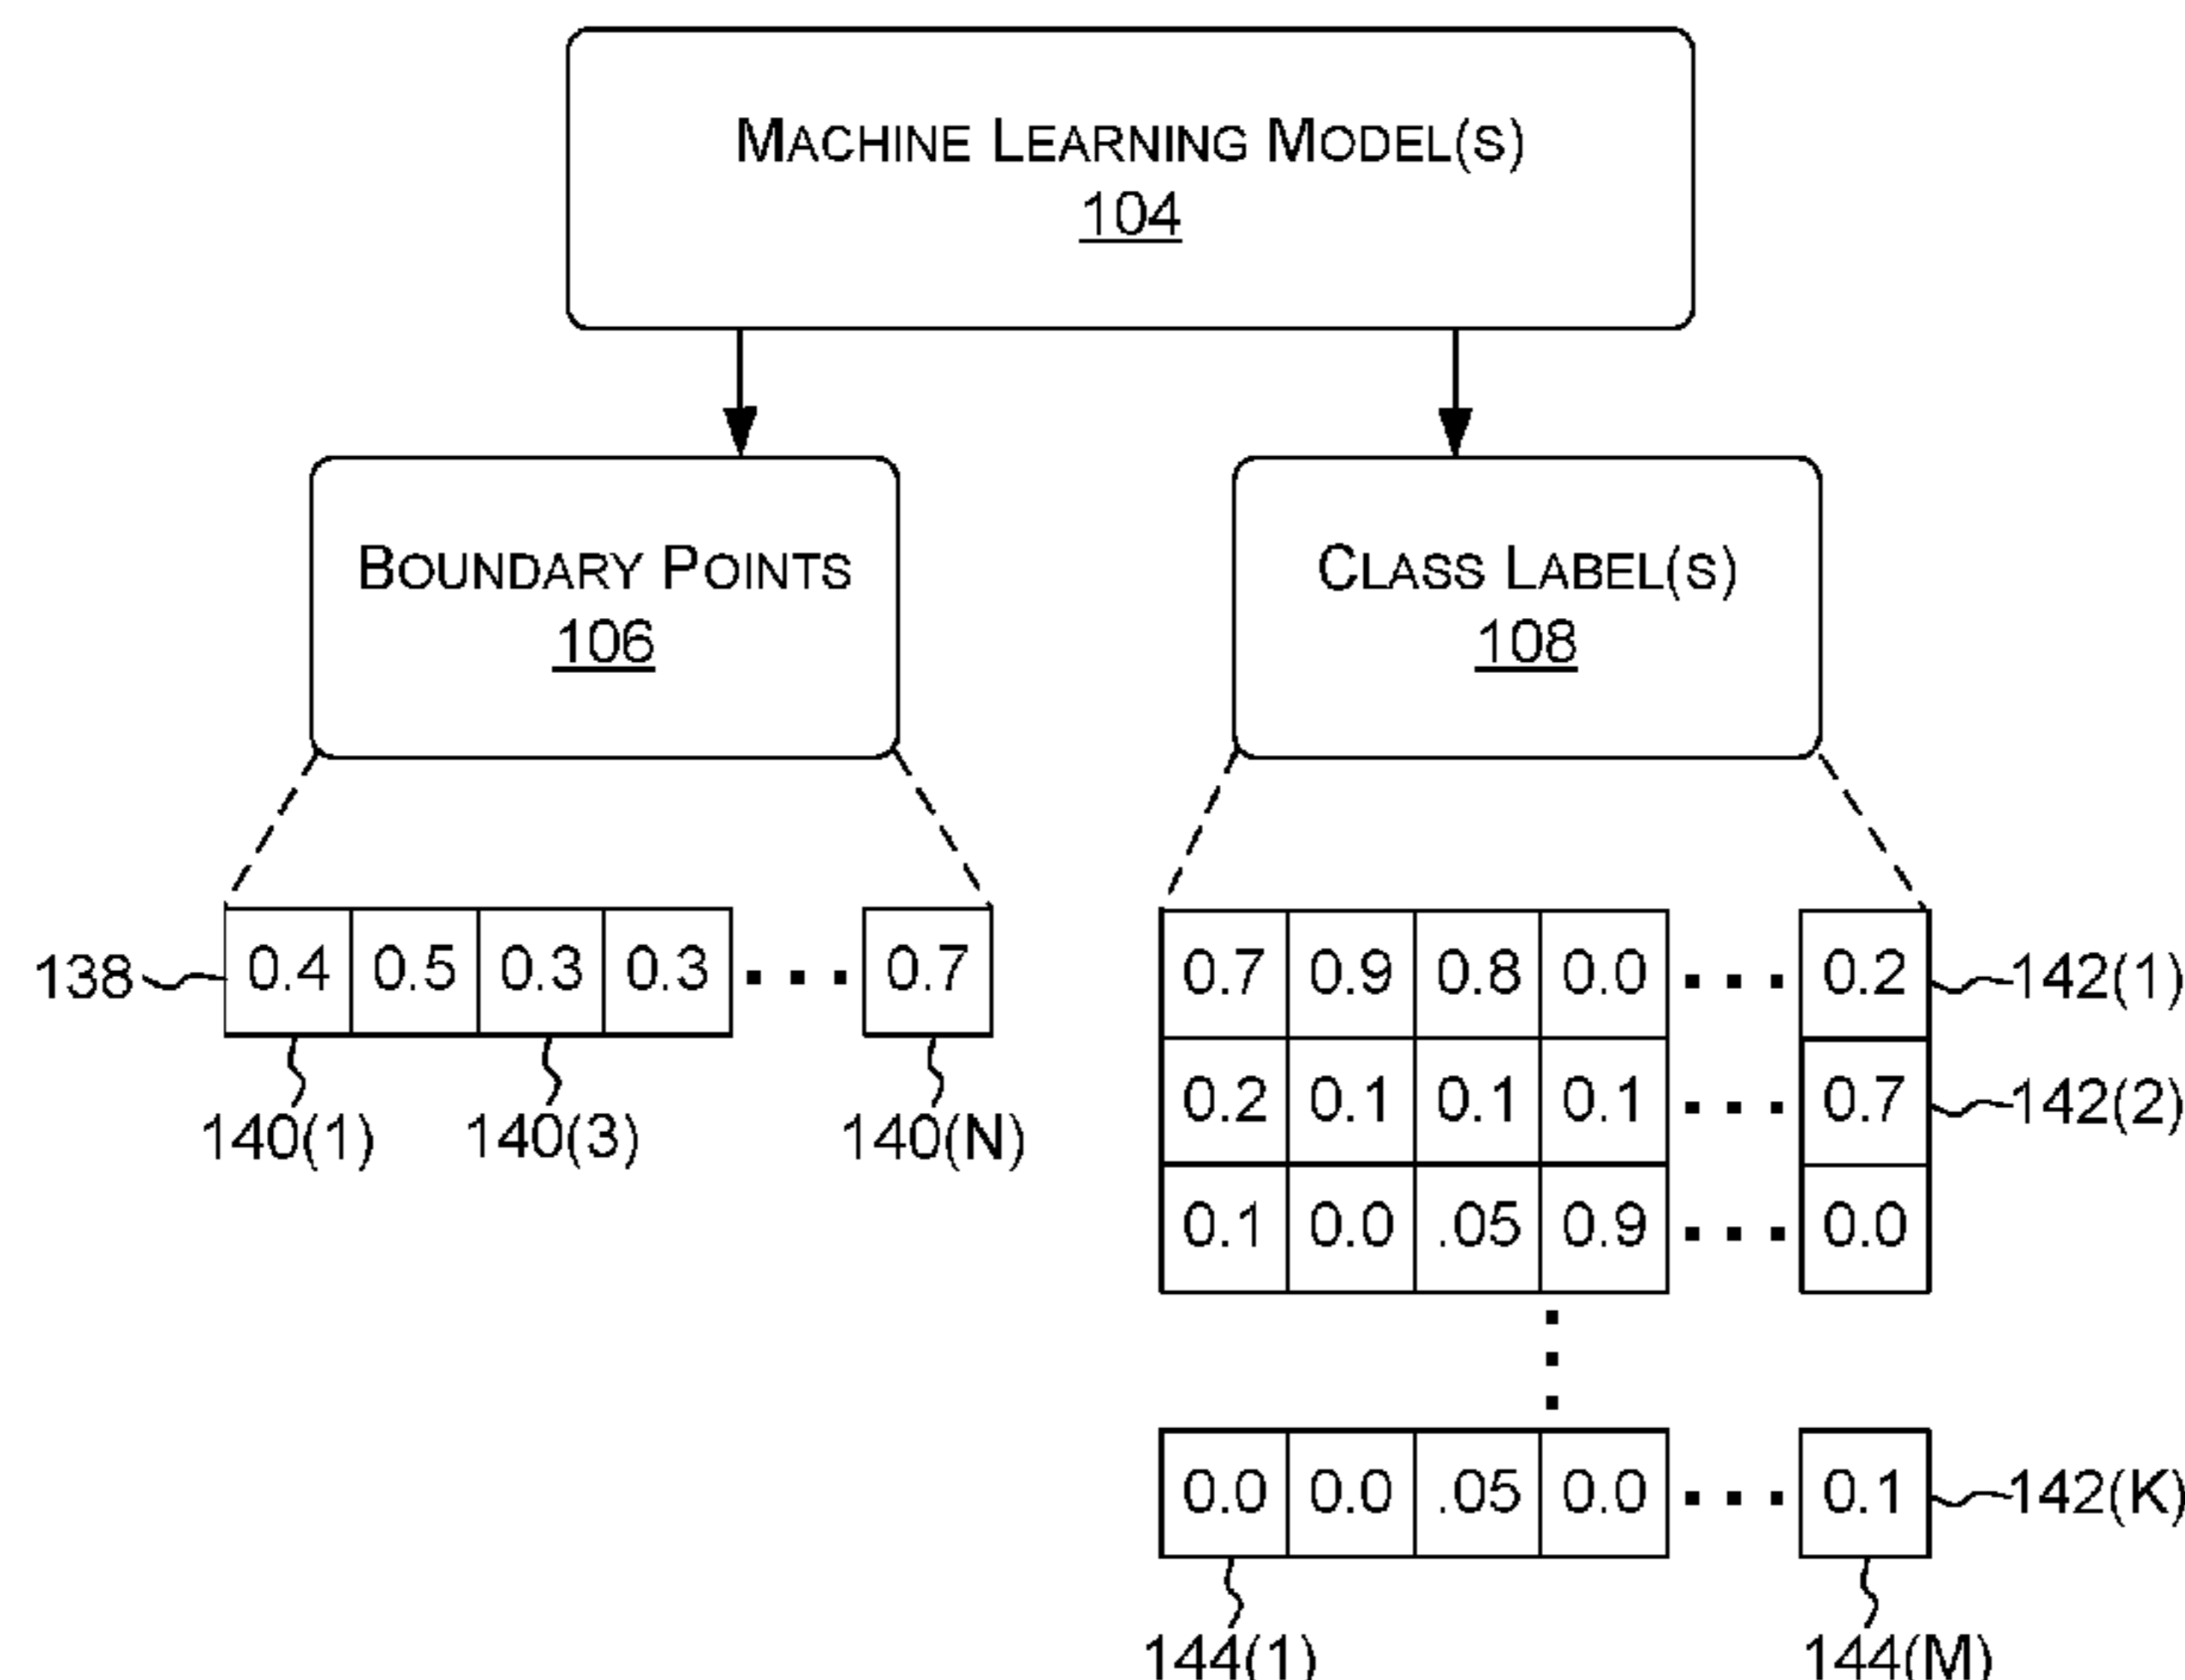 MACHINE LEARNING MODEL(S)
104
BOUNDARY POINTS
106
CLASS LABEL(S)
108
138 0.4 0.5 0.3 0.3 ... 0.7
140(1) 140(3) 140(N)
0.7 0.9 0.8 0.0 ... 0.2 142(1)
0.2 0.1 0.1 0.1 ... 0.7 142(2)
0.1 0.0 .05 0.9 ... 0.0
0.0 0.0 .05 0.0 ... 0.1 142(K)
144(1) 144(M)